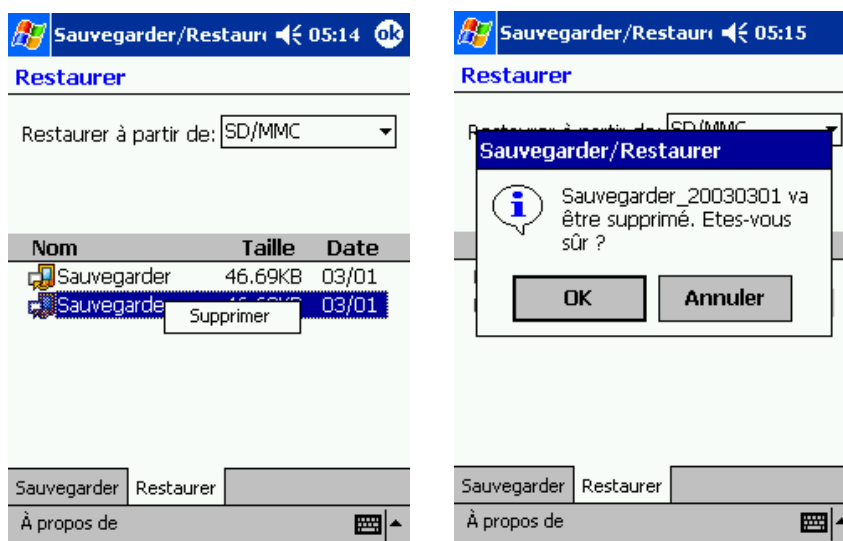 Sauvegarder/Restaur 05:14 ok
Restaurer
Restaurer à partir de: SD/MMC
Nom Taille Date
Sauvegarder 46.69KB 03/01
Sauvegarde 03/01
Supprimer
Sauvegarder Restaurer
À propos de
Sauvegarder/Restaur 05:15
Restaurer
SD/MMC
Sauvegarder/Restaurer
Sauvegarder_20030301 va
être supprimé. Etes-vous
sûr ?
OK Annuler
Sauvegarder Restaurer
À propos de